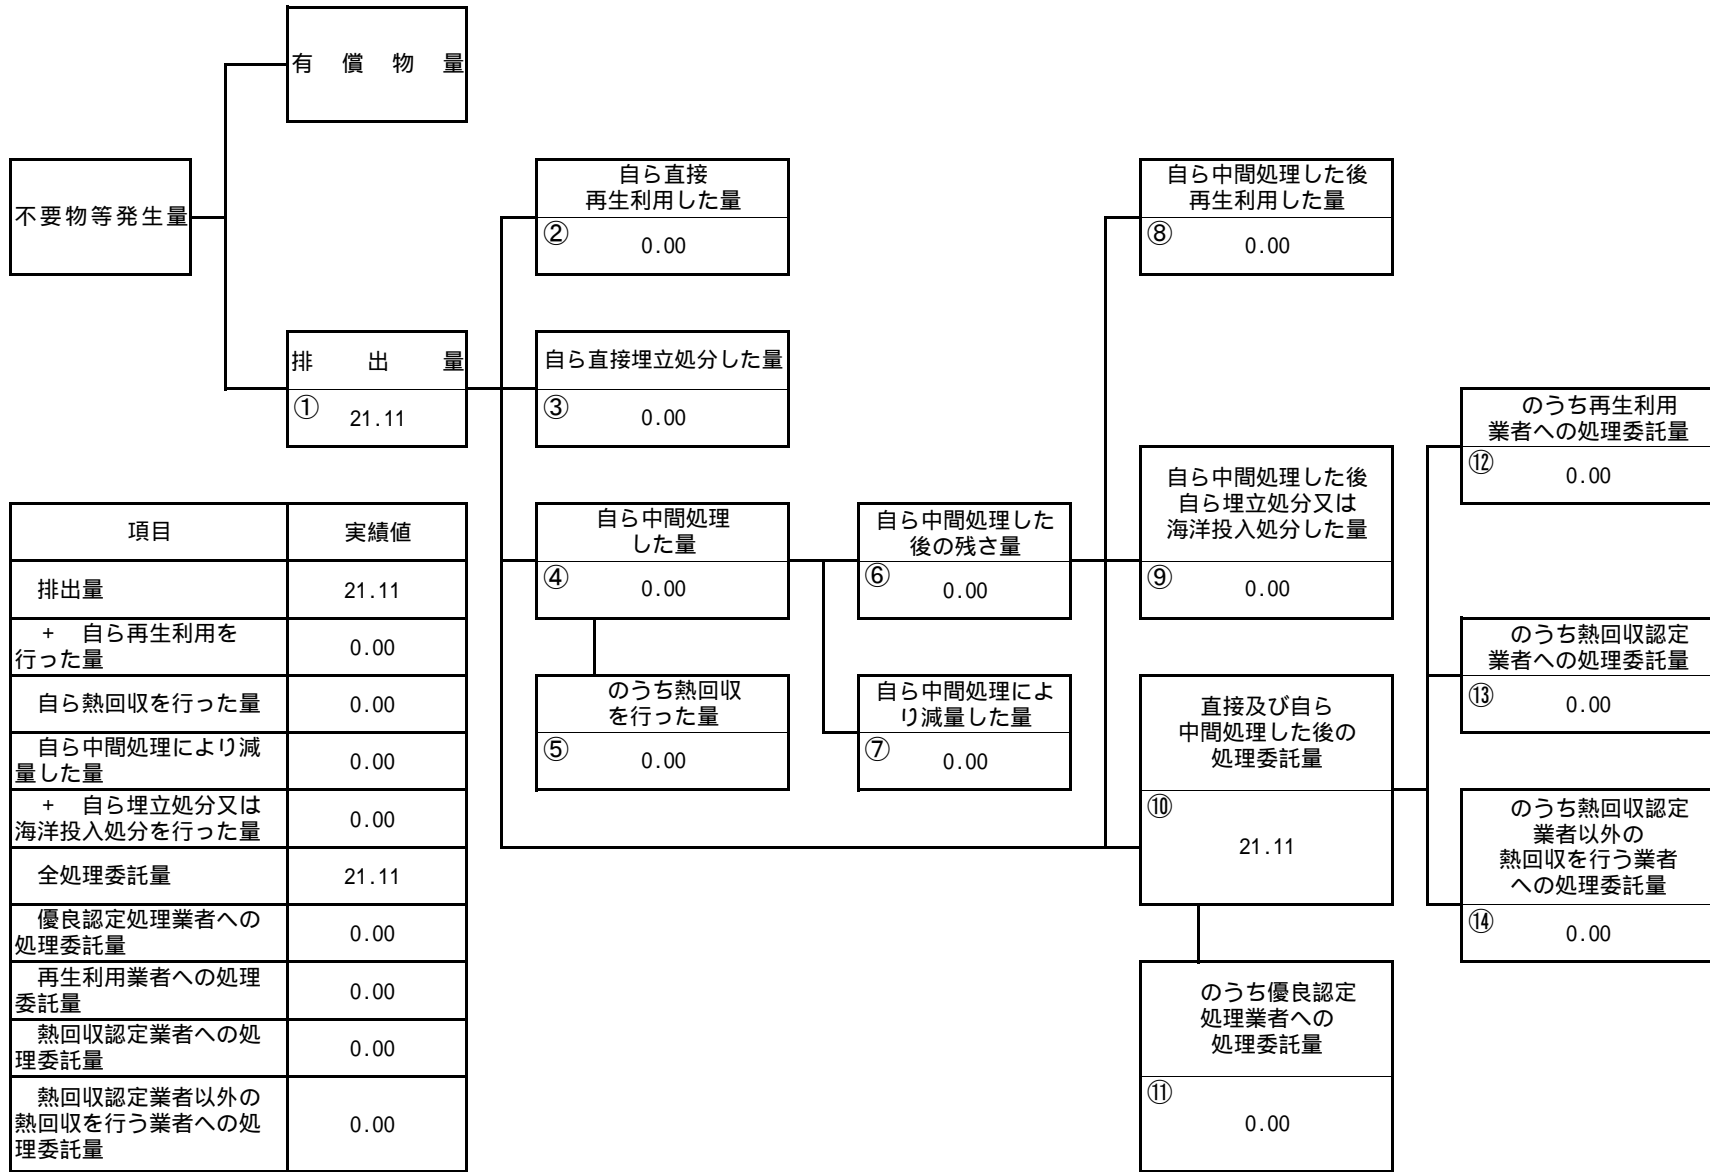 有償物量
不要物等発生量
排出量
① 21.11
自ら直接
再生利用した量
② 0.00
自ら直接埋立処分した量
③ 0.00
自ら中間処理
した量
④ 0.00
のうち熱回収
を行った量
⑤ 0.00
自ら中間処理した
後の残さ量
⑥ 0.00
自ら中間処理によ
り減量した量
⑦ 0.00
自ら中間処理した後
再生利用した量
⑧ 0.00
自ら中間処理した後
自ら埋立処分又は
海洋投入処分した量
⑨ 0.00
直接及び自ら
中間処理した後の
処理委託量
⑩
21.11
のうち優良認定
処理業者への
処理委託量
⑪
0.00
のうち再生利用
業者への処理委託量
⑫ 0.00
のうち熱回収認定
業者への処理委託量
⑬ 0.00
のうち熱回収認定
業者以外の
熱回収を行う業者
への処理委託量
⑭ 0.00
項目 実績値
排出量 21.11
+ 自ら再生利用を
行った量 0.00
自ら熱回収を行った量 0.00
自ら中間処理により減
量した量 0.00
+ 自ら埋立処分又は
海洋投入処分を行った量 0.00
全処理委託量 21.11
優良認定処理業者への
処理委託量 0.00
再生利用業者への処理
委託量 0.00
熱回収認定業者への処
理委託量 0.00
熱回収認定業者以外の
熱回収を行う業者への処
理委託量 0.00